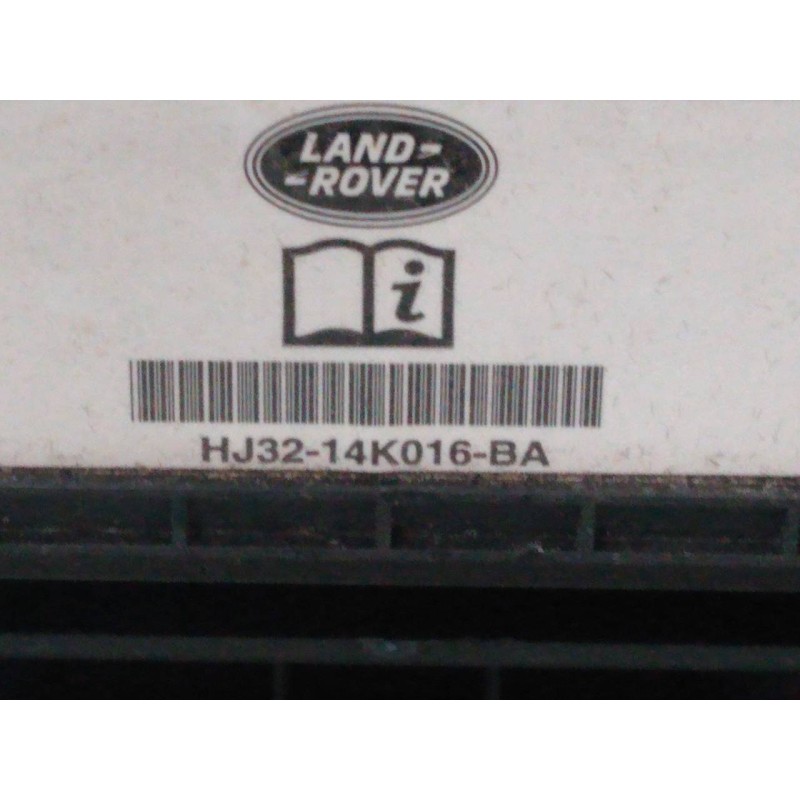 LAND-
-ROVER
i
HJ32-14K016-BA